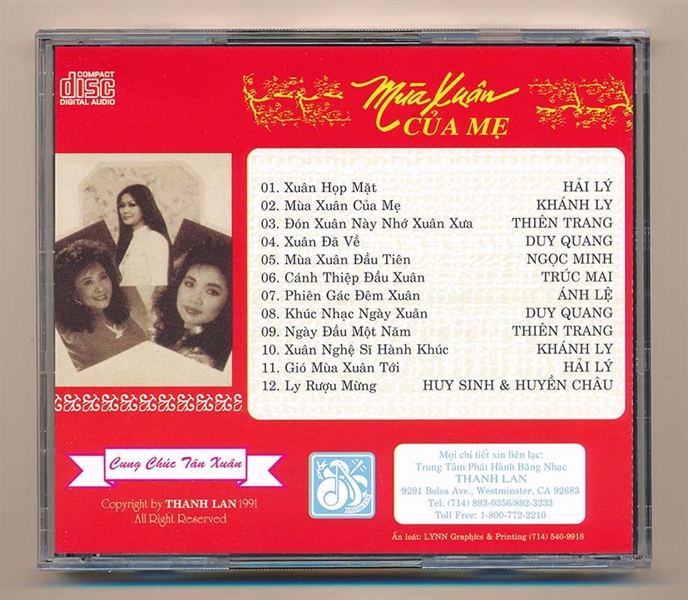 COMPACT
disc
DIGITAL AUDIO
Mùa Xuân
CỦA MẸ
01. Xuân Họp Mặt HẢI LÝ
02. Mùa Xuân Của Mẹ KHÁNH LY
03. Đón Xuân Này Nhớ Xuân Xưa THIÊN TRANG
04. Xuân Đã Về DUY QUANG
05. Mùa Xuân Đầu Tiên NGỌC MINH
06. Cánh Thiệp Đầu Xuân TRÚC MAI
07. Phiên Gác Đêm Xuân ÁNH LỆ
08. Khúc Nhạc Ngày Xuân DUY QUANG
09. Ngày Đầu Một Năm THIÊN TRANG
10. Xuân Nghệ Sĩ Hành Khúc KHÁNH LY
11. Gió Mùa Xuân Tới HẢI LÝ
12. Ly Rượu Mừng HUY SINH & HUYỀN CHÂU
Cung Chúc Tân Xuân
Copyright by THANH LAN 1991
All Right Reserved
Mọi chi tiết xin liên lạc:
Trung Tâm Phát Hành Băng Nhạc
THANH LAN
9291 Bolsa Ave., Westminster, CA 92683
Tel: (714) 893-0356/892-3233
Toll Free: 1-800-772-2210
Ấn loát: LYNN Graphics & Printing (714) 540-9918